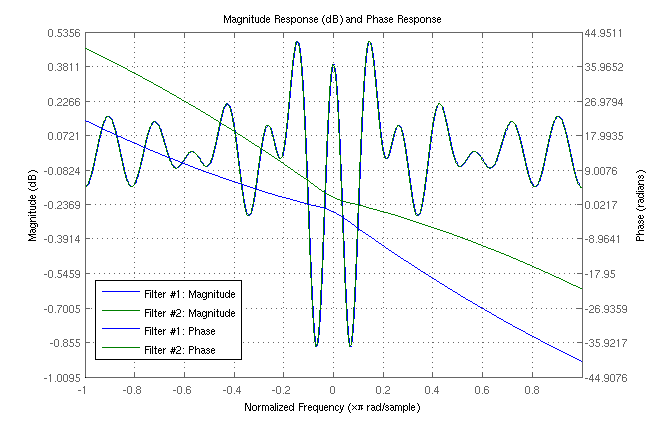 Magnitude Response (dB) and Phase Response
0.5356 44.9511
0.3811 35.9652
0.2266 26.9794
0.0721 17.9935
-0.0824 9.0076
-0.2369 0.0217
-0.3914 -8.9641
-0.5459 -17.95
-0.7005 -26.9359
-0.855 -35.9217
-1.0095 -44.9076
Magnitude (dB)
Phase (radians)
Filter #1: Magnitude
Filter #2: Magnitude
Filter #1: Phase
Filter #2: Phase
-1 -0.8 -0.6 -0.4 -0.2 0 0.2 0.4 0.6 0.8
Normalized Frequency (×π rad/sample)